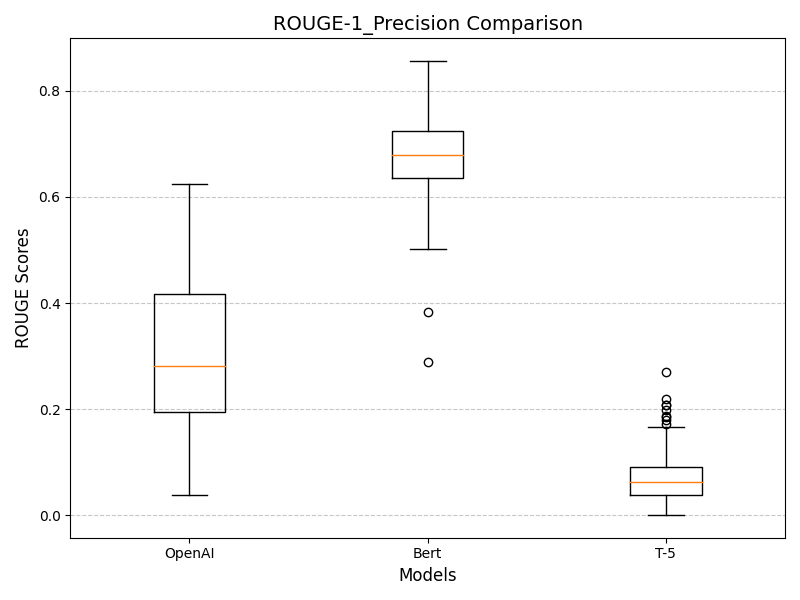 ROUGE-1_Precision Comparison
ROUGE Scores
0.8
0.6
0.4
0.2
0.0
OpenAI
Bert
T-5
Models